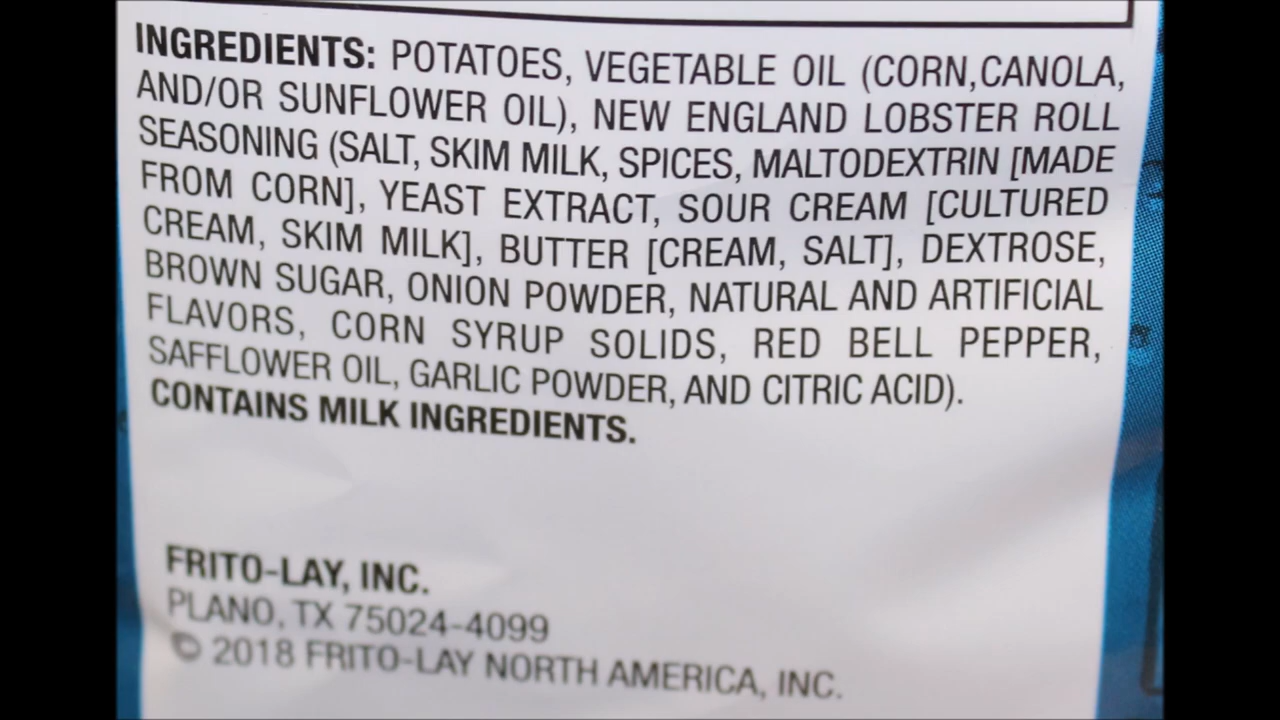 INGREDIENTS: POTATOES, VEGETABLE OIL (CORN,CANOLA,
AND/OR SUNFLOWER OIL), NEW ENGLAND LOBSTER ROLL
SEASONING (SALT, SKIM MILK, SPICES, MALTODEXTRIN [MADE
FROM CORN], YEAST EXTRACT, SOUR CREAM [CULTURED
CREAM, SKIM MILK], BUTTER [CREAM, SALT], DEXTROSE,
BROWN SUGAR, ONION POWDER, NATURAL AND ARTIFICIAL
FLAVORS, CORN SYRUP SOLIDS, RED BELL PEPPER,
SAFFLOWER OIL, GARLIC POWDER, AND CITRIC ACID).
CONTAINS MILK INGREDIENTS.
FRITO-LAY, INC.
PLANO, TX 75024-4099
© 2018 FRITO-LAY NORTH AMERICA, INC.